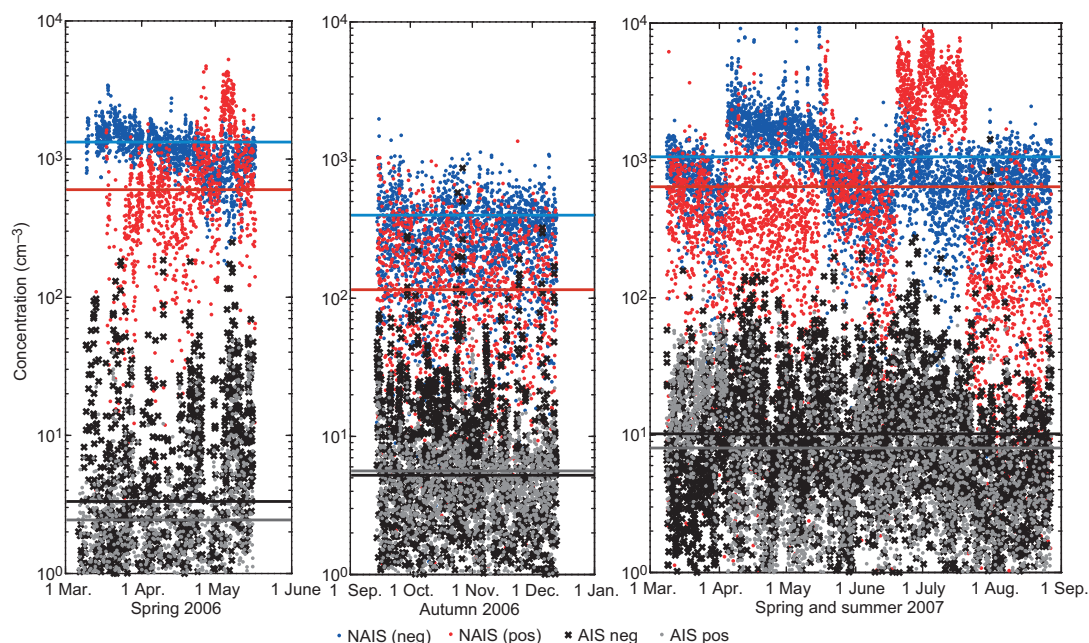 Concentration (cm⁻³)
10⁴
10³
10²
10¹
10⁰
1 Mar. 1 Apr. 1 May 1 June
Spring 2006
10⁴
10³
10²
10¹
10⁰
1 Sep. 1 Oct. 1 Nov. 1 Dec. 1 Jan.
Autumn 2006
10⁴
10³
10²
10¹
10⁰
1 Mar. 1 Apr. 1 May 1 June 1 July 1 Aug. 1 Sep.
Spring and summer 2007
NAIS (neg) NAIS (pos) AIS neg AIS pos